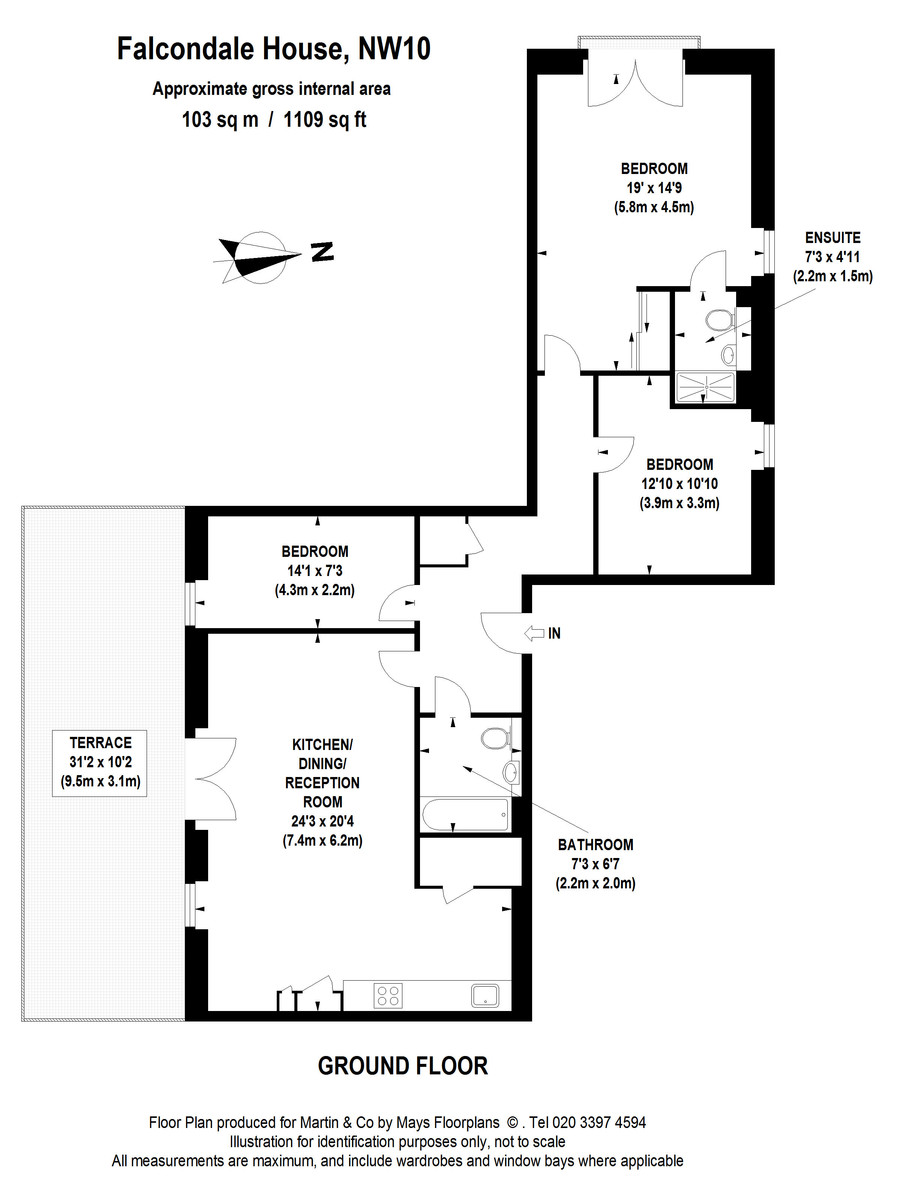 Falcondale House, NW10
Approximate gross internal area
103 sq m / 1109 sq ft
N
BEDROOM
19' x 14'9
(5.8m x 4.5m)
ENSUITE
7'3 x 4'11
(2.2m x 1.5m)
BEDROOM
12'10 x 10'10
(3.9m x 3.3m)
BEDROOM
14'1 x 7'3
(4.3m x 2.2m)
IN
TERRACE
31'2 x 10'2
(9.5m x 3.1m)
KITCHEN/
DINING/
RECEPTION
ROOM
24'3 x 20'4
(7.4m x 6.2m)
BATHROOM
7'3 x 6'7
(2.2m x 2.0m)
GROUND FLOOR
Floor Plan produced for Martin & Co by Mays Floorplans © . Tel 020 3397 4594
Illustration for identification purposes only, not to scale
All measurements are maximum, and include wardrobes and window bays where applicable